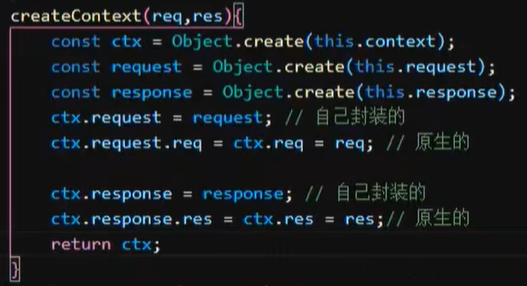 createContext(req,res){
const ctx = Object.create(this.context);
const request = Object.create(this.request);
const response = Object.create(this.response);
ctx.request = request; // 自己封装的
ctx.request.req = ctx.req = req; // 原生的
ctx.response = response; // 自己封装的
ctx.response.res = ctx.res = res;// 原生的
return ctx;
}